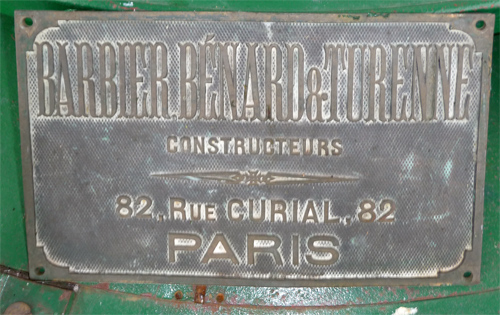 BARBIER, BÉNARD & TURENNE
CONSTRUCTEURS
82, RUE CURIAL, 82
PARIS